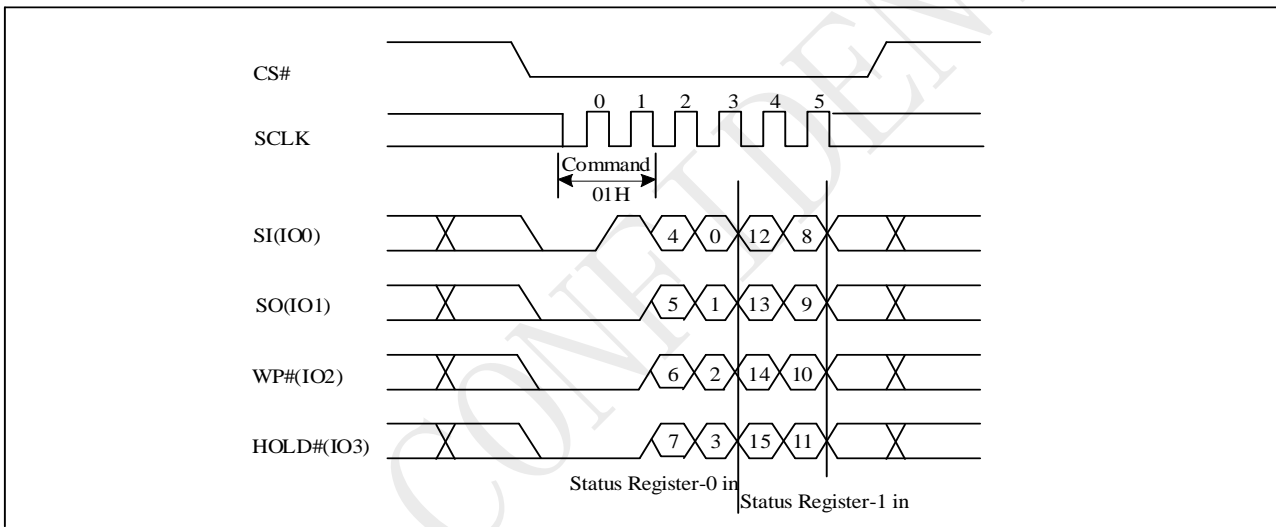 CS#
0 1 2 3 4 5
SCLK
Command
01H
SI(IO0)
4 0 12 8
SO(IO1)
5 1 13 9
WP#(IO2)
6 2 14 10
HOLD#(IO3)
7 3 15 11
Status Register-0 in
Status Register-1 in
CONFIDEN